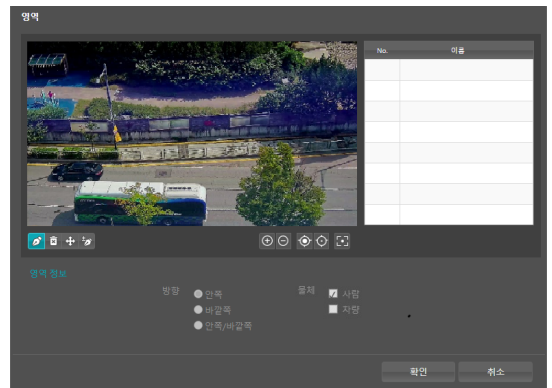 영역
No. 이름
영역 정보
방향 안쪽 물체 사람
바깥쪽 차량
안쪽/바깥쪽
확인 취소